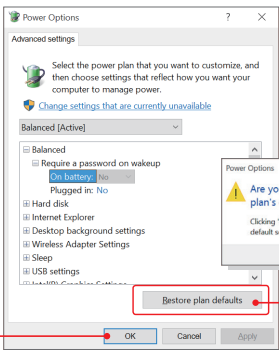 Power Options
Advanced settings
Select the power plan that you want to customize, and
then choose settings that reflect how you want your
computer to manage power.
Change settings that are currently unavailable
Balanced [Active]
Balanced
Require a password on wakeup
On battery: No
Plugged in: No
Hard disk
Internet Explorer
Desktop background settings
Wireless Adapter Settings
Sleep
USB settings
Intel(R) Graphics Settings
Power Options
Are yo
plan's
Clicking
default s
Restore plan defaults
OK Cancel Apply